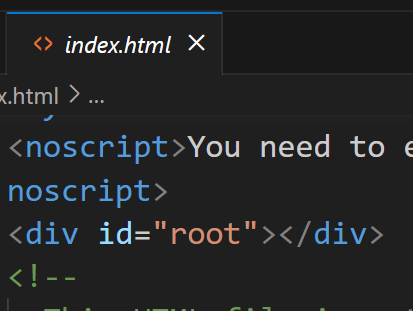 index.html
x.html > ...
<noscript>You need to e
noscript>
<div id="root"></div>
<!--